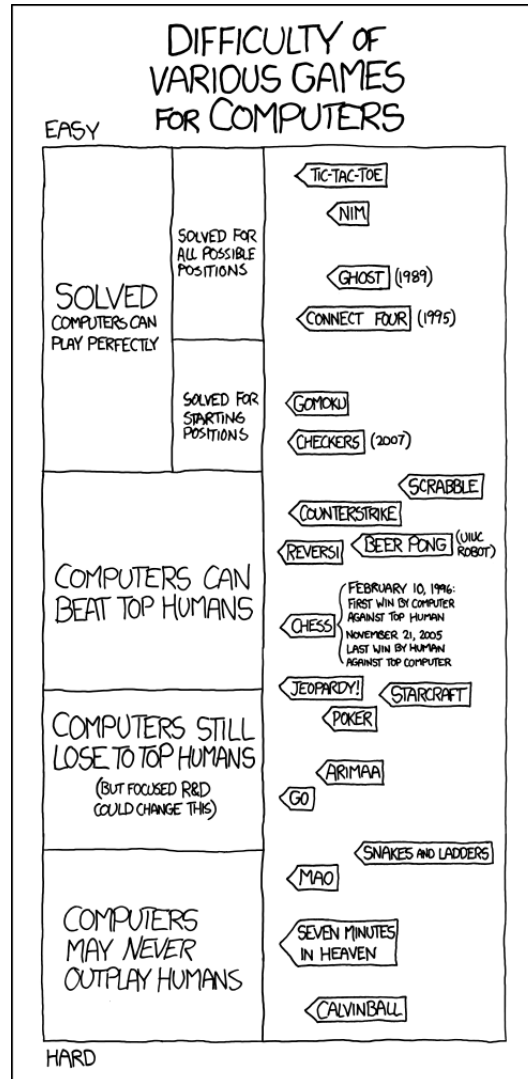 DIFFICULTY OF
VARIOUS GAMES
FOR COMPUTERS
EASY
SOLVED
COMPUTERS CAN
PLAY PERFECTLY
SOLVED FOR
ALL POSSIBLE
POSITIONS
TIC-TAC-TOE
NIM
GHOST (1989)
CONNECT FOUR (1995)
SOLVED FOR
STARTING
POSITIONS
GOMOKU
CHECKERS (2007)
COMPUTERS CAN
BEAT TOP HUMANS
SCRABBLE
COUNTERSTRIKE
REVERSI
BEER PONG (UIUC
ROBOT)
CHESS
FEBRUARY 10, 1996:
FIRST WIN BY COMPUTER
AGAINST TOP HUMAN
NOVEMBER 21, 2005
LAST WIN BY HUMAN
AGAINST TOP COMPUTER
COMPUTERS STILL
LOSE TO TOP HUMANS
(BUT FOCUSED R&D
COULD CHANGE THIS)
JEOPARDY!
STARCRAFT
POKER
ARIMAA
GO
COMPUTERS
MAY NEVER
OUTPLAY HUMANS
SNAKES AND LADDERS
MAO
SEVEN MINUTES
IN HEAVEN
CALVINBALL
HARD